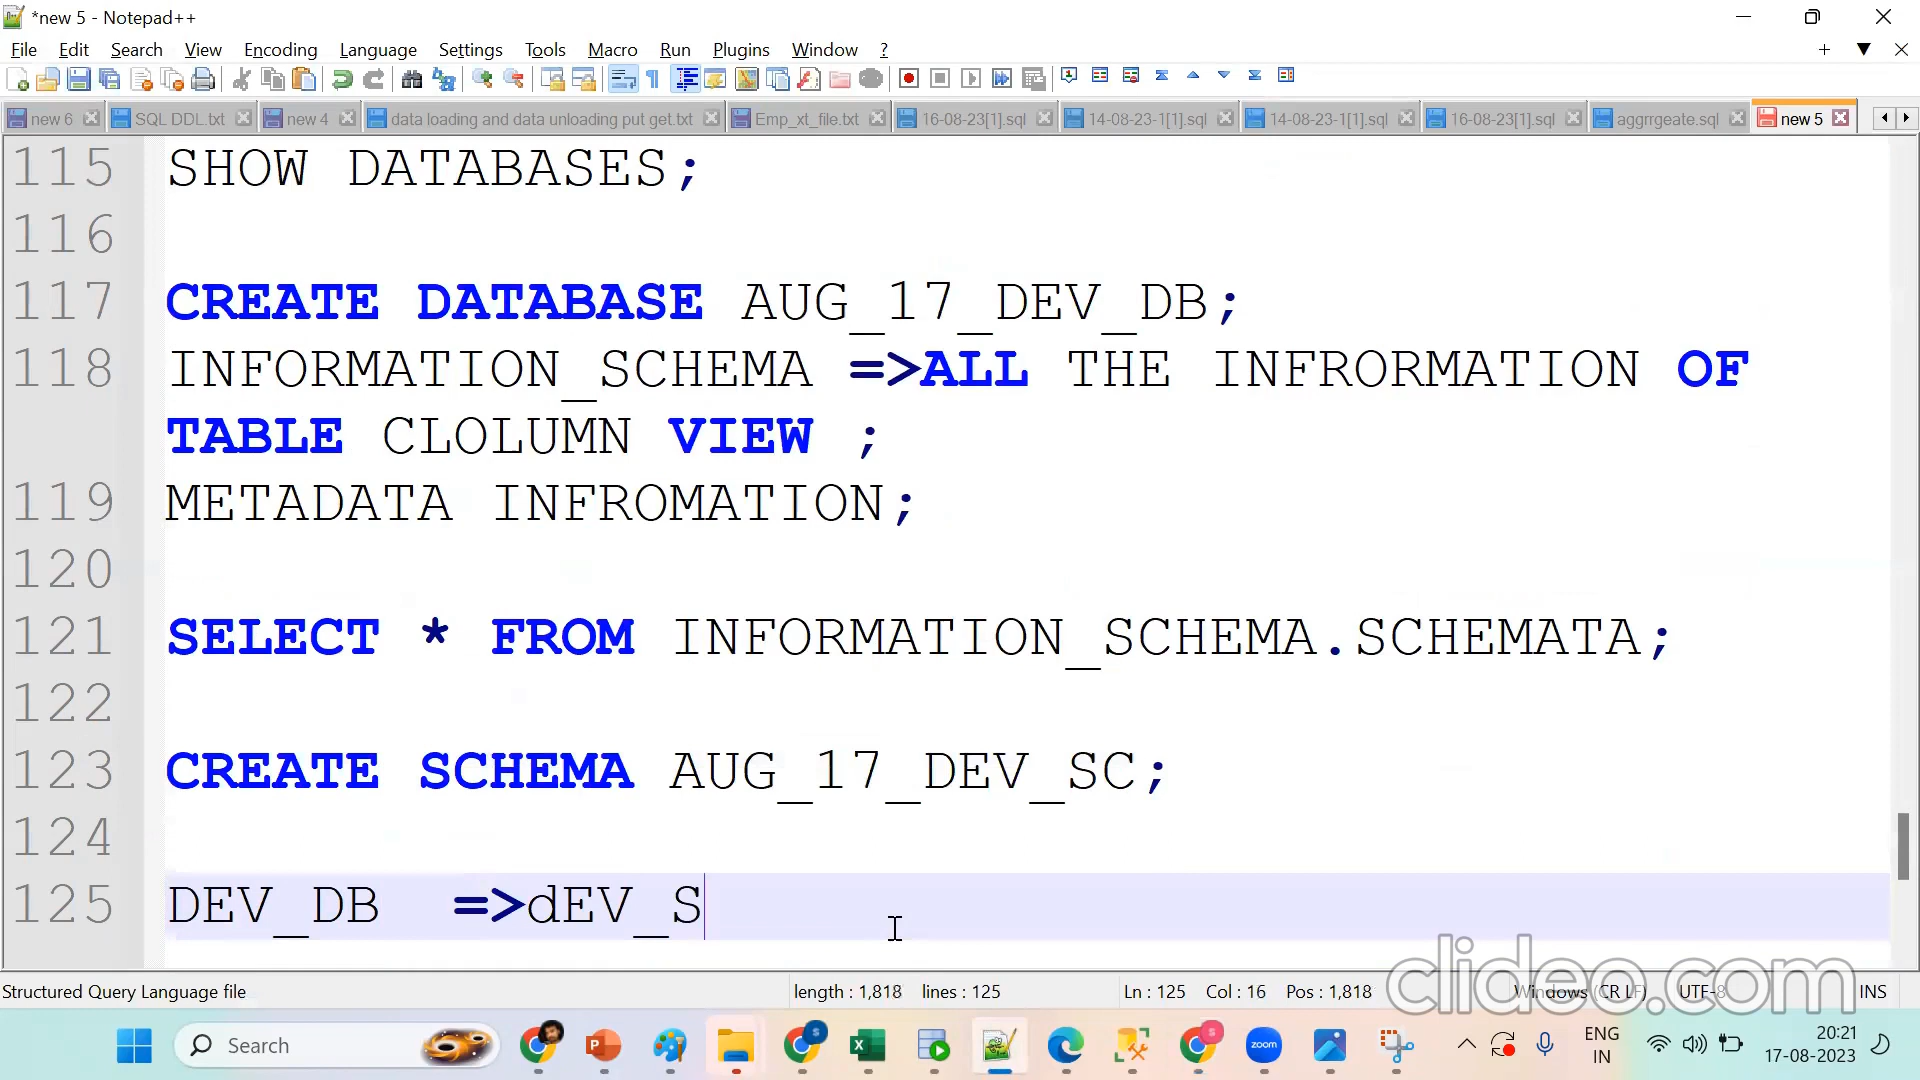 *new 5 - Notepad++
File Edit Search View Encoding Language Settings Tools Macro Run Plugins Window ?
new 6 SQL DDL.txt new 4 data loading and data unloading put get.txt Emp_xt_file.txt 16-08-23[1].sql 14-08-23-1[1].sql 14-08-23-1[1].sql 16-08-23[1].sql aggrrgeate.sql new 5
115 SHOW DATABASES;
116
117 CREATE DATABASE AUG_17_DEV_DB;
118 INFORMATION_SCHEMA =>ALL THE INFRORMATION OF
TABLE CLOLUMN VIEW ;
119 METADATA INFROMATION;
120
121 SELECT * FROM INFORMATION_SCHEMA.SCHEMATA;
122
123 CREATE SCHEMA AUG_17_DEV_SC;
124
125 DEV_DB =>dEV_S
clideo.com
Structured Query Language file length : 1,818 lines : 125 Ln : 125 Col : 16 Pos : 1,818 Windows (CR LF) UTF-8 INS
Search zoom ENG 20:21
IN 17-08-2023